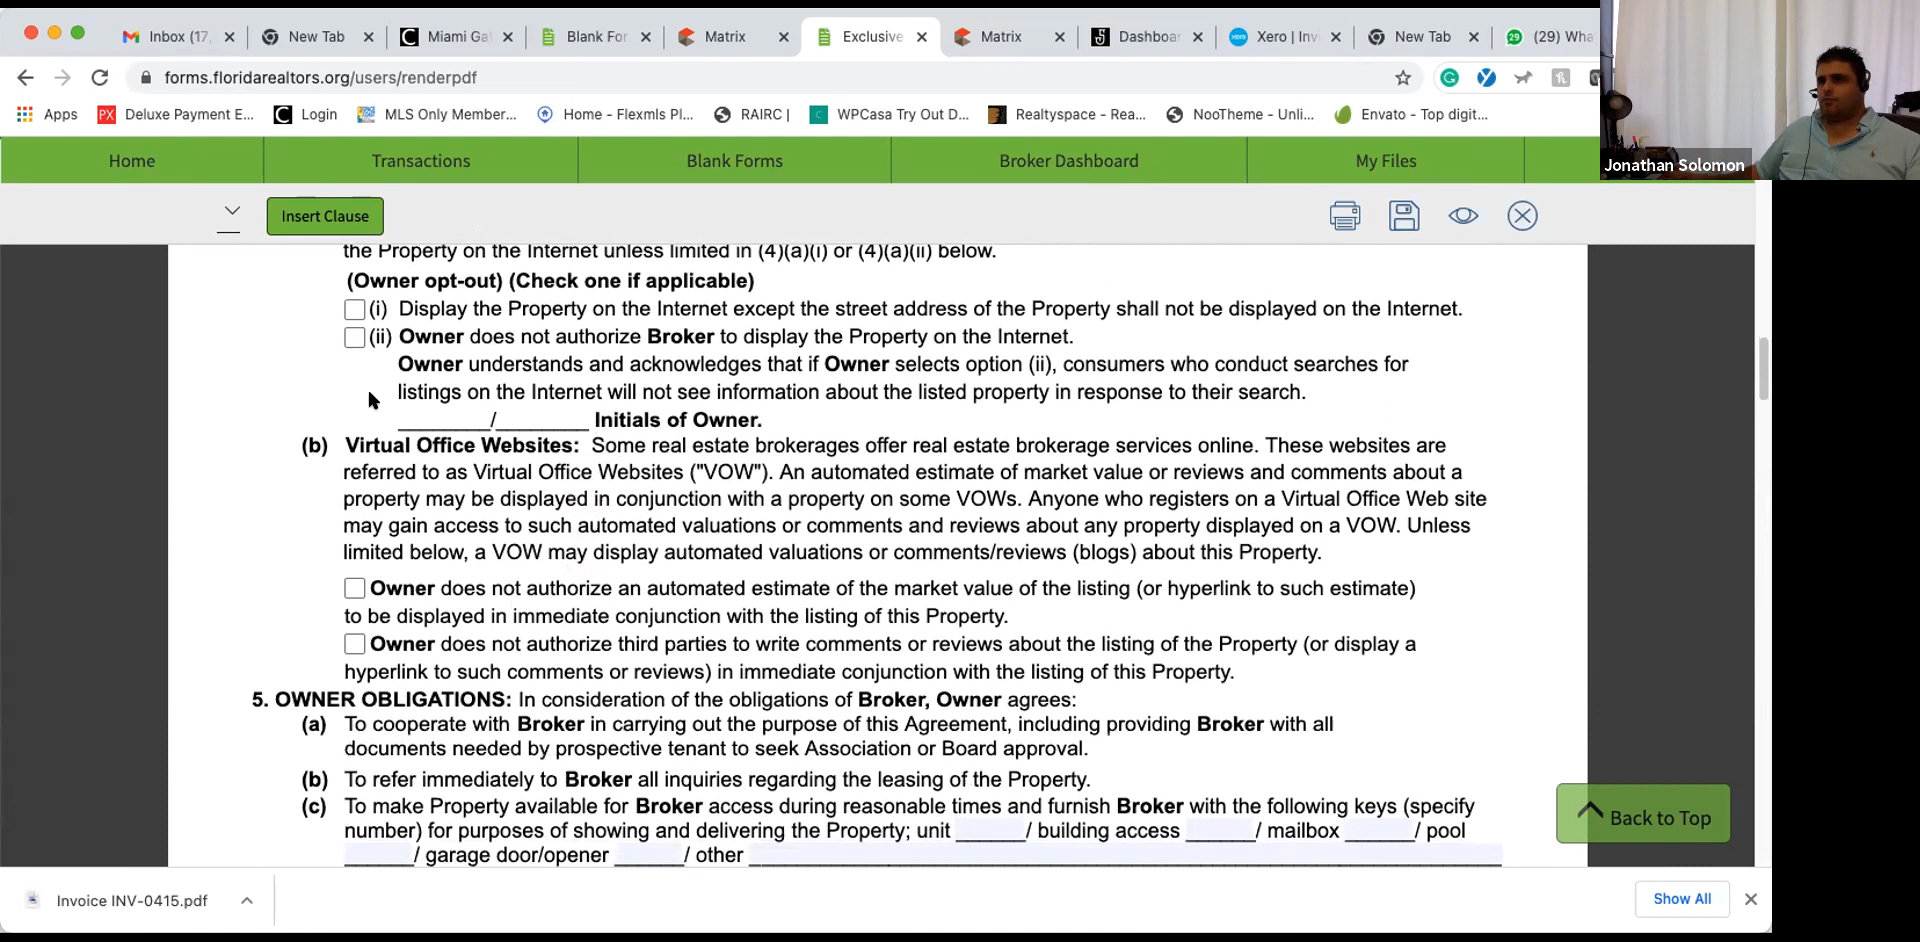 Inbox (17,
New Tab
Miami Gat
Blank For
Matrix
Exclusive
Matrix
Dashboar
Xero | Inv
New Tab
(29) Wha
forms.floridarealtors.org/users/renderpdf
Apps
PX Deluxe Payment E...
Login
MLS Only Member...
Home - Flexmls Pl...
RAIRC |
WPCasa Try Out D...
Realtyspace - Rea...
NooTheme - Unli...
Envato - Top digit...
Jonathan Solomon
Home
Transactions
Blank Forms
Broker Dashboard
My Files
Insert Clause
the Property on the Internet unless limited in (4)(a)(i) or (4)(a)(ii) below.
(Owner opt-out) (Check one if applicable)
(i) Display the Property on the Internet except the street address of the Property shall not be displayed on the Internet.
(ii) Owner does not authorize Broker to display the Property on the Internet.
Owner understands and acknowledges that if Owner selects option (ii), consumers who conduct searches for
listings on the Internet will not see information about the listed property in response to their search.
________/________ Initials of Owner.
(b) Virtual Office Websites: Some real estate brokerages offer real estate brokerage services online. These websites are
referred to as Virtual Office Websites ("VOW"). An automated estimate of market value or reviews and comments about a
property may be displayed in conjunction with a property on some VOWs. Anyone who registers on a Virtual Office Web site
may gain access to such automated valuations or comments and reviews about any property displayed on a VOW. Unless
limited below, a VOW may display automated valuations or comments/reviews (blogs) about this Property.
Owner does not authorize an automated estimate of the market value of the listing (or hyperlink to such estimate)
to be displayed in immediate conjunction with the listing of this Property.
Owner does not authorize third parties to write comments or reviews about the listing of the Property (or display a
hyperlink to such comments or reviews) in immediate conjunction with the listing of this Property.
5. OWNER OBLIGATIONS: In consideration of the obligations of Broker, Owner agrees:
(a) To cooperate with Broker in carrying out the purpose of this Agreement, including providing Broker with all
documents needed by prospective tenant to seek Association or Board approval.
(b) To refer immediately to Broker all inquiries regarding the leasing of the Property.
(c) To make Property available for Broker access during reasonable times and furnish Broker with the following keys (specify
number) for purposes of showing and delivering the Property; unit ______/ building access ______/ mailbox ______/ pool
______/ garage door/opener ______/ other ______
Back to Top
Invoice INV-0415.pdf
Show All